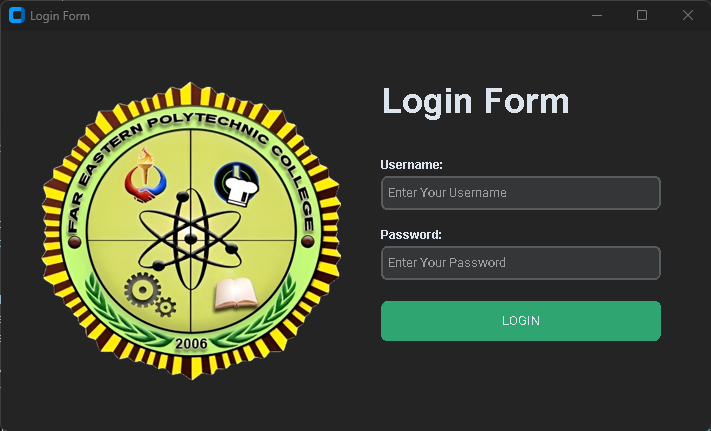 Login Form
FAR EASTERN POLYTECHNIC COLLEGE
2006
Login Form
Username:
Enter Your Username
Password:
Enter Your Password
LOGIN